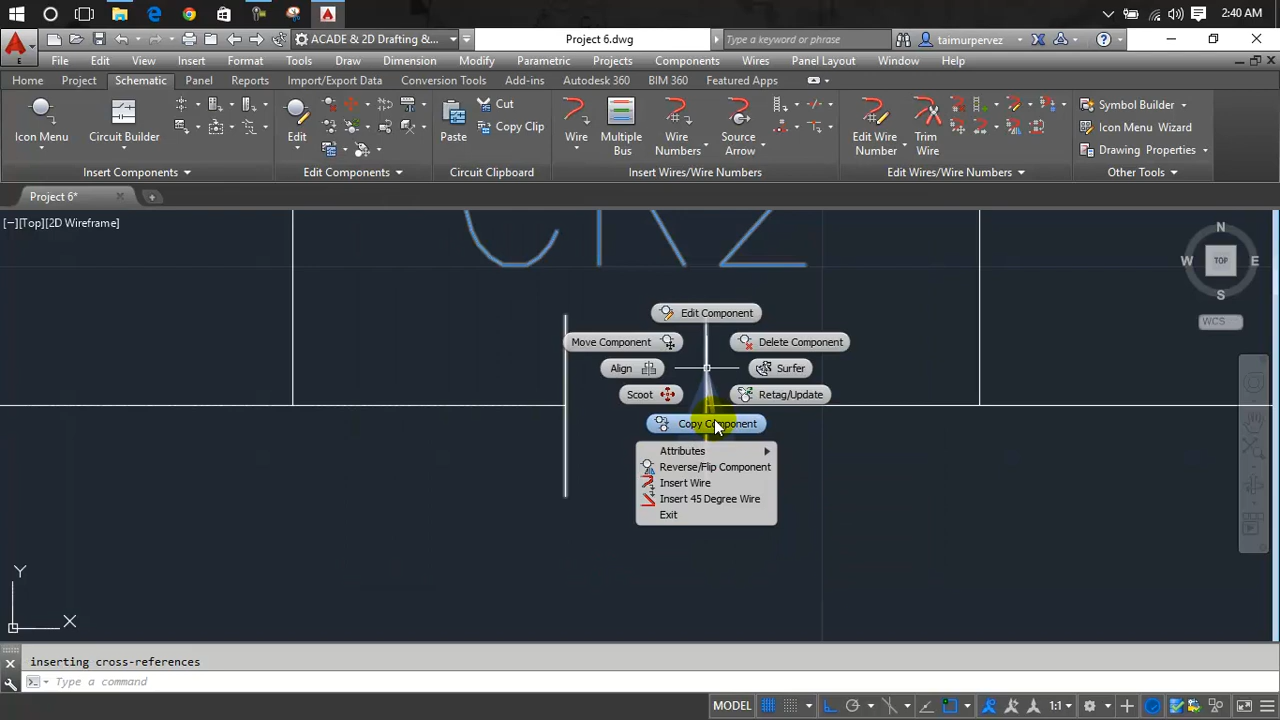 2:40 AM
ACADE & 2D Drafting &...
Project 6.dwg
Type a keyword or phrase
taimurpervez
File Edit View Insert Format Tools Draw Dimension Modify Parametric Projects Components Wires Panel Layout Window Help
Home Project Schematic Panel Reports Import/Export Data Conversion Tools Add-ins Autodesk 360 BIM 360 Featured Apps
Icon Menu
Circuit Builder
Edit
Paste
Cut
Copy Clip
Wire
Multiple Bus
Wire Numbers
Source Arrow
Edit Wire Number
Trim Wire
Symbol Builder
Icon Menu Wizard
Drawing Properties
Insert Components
Edit Components
Circuit Clipboard
Insert Wires/Wire Numbers
Edit Wires/Wire Numbers
Other Tools
Project 6*
[−][Top][2D Wireframe]
N
W TOP E
S
WCS
Edit Component
Move Component
Delete Component
Align
Surfer
Scoot
Retag/Update
Copy Component
Attributes
Reverse/Flip Component
Insert Wire
Insert 45 Degree Wire
Exit
Y
X
inserting cross-references
Type a command
MODEL
1:1